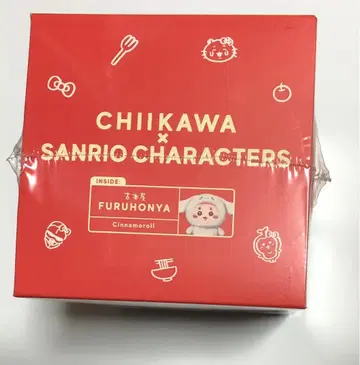 CHIIKAWA
×
SANRIO CHARACTERS
INSIDE:
古本屋
FURUHONYA
Cinnamoroll